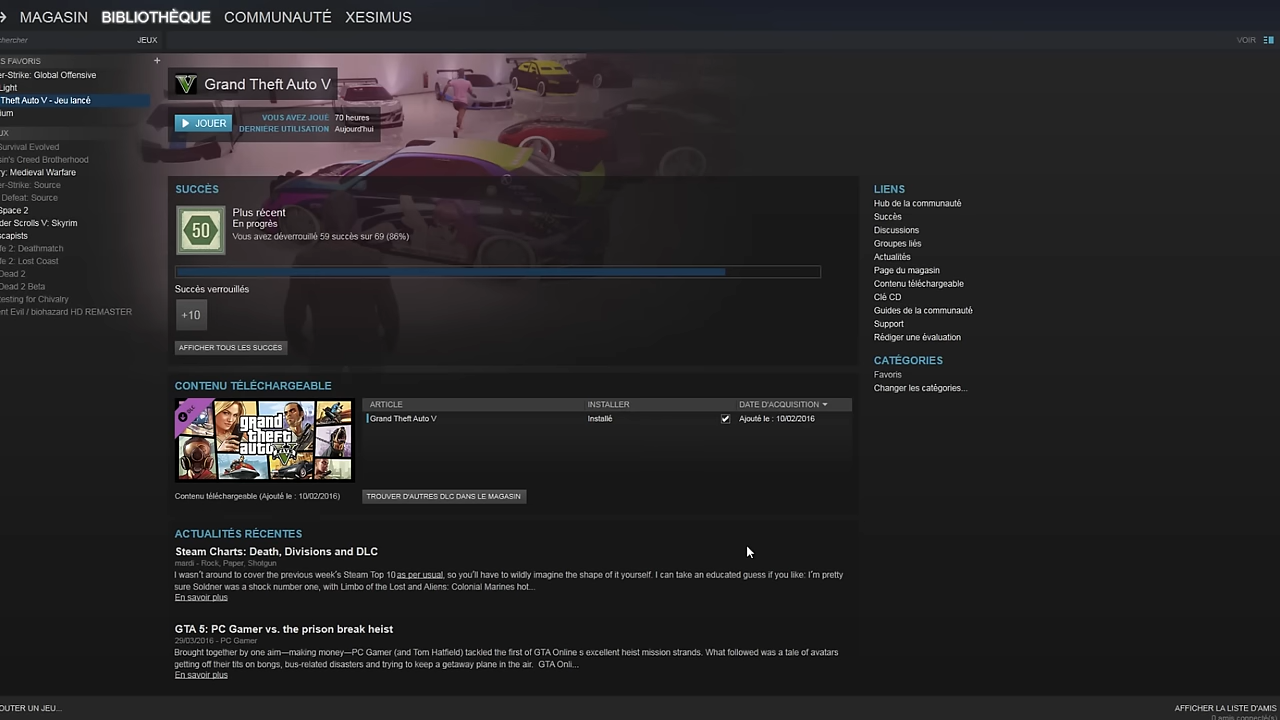 MAGASIN BIBLIOTHÈQUE COMMUNAUTÉ XESIMUS
hercher JEUX VOIR
S FAVORIS +
er-Strike: Global Offensive
Light
Theft Auto V - Jeu lancé
ium
UX
Survival Evolved
sin's Creed Brotherhood
ry: Medieval Warfare
er-Strike: Source
Defeat: Source
Space 2
der Scrolls V: Skyrim
scapists
fe 2: Deathmatch
fe 2: Lost Coast
Dead 2
Dead 2 Beta
testing for Chivalry
ent Evil / biohazard HD REMASTER
Grand Theft Auto V
JOUER
VOUS AVEZ JOUÉ 70 heures
DERNIÈRE UTILISATION Aujourd'hui
SUCCÈS
50
Plus récent
En progrès
Vous avez déverrouillé 59 succès sur 69 (86%)
Succès verrouillés
+10
AFFICHER TOUS LES SUCCÈS
CONTENU TÉLÉCHARGEABLE
DLC
grand
theft
auto
V
ARTICLE INSTALLER DATE D'ACQUISITION
Grand Theft Auto V Installé Ajouté le : 10/02/2016
Contenu téléchargeable (Ajouté le : 10/02/2016)
TROUVER D'AUTRES DLC DANS LE MAGASIN
ACTUALITÉS RÉCENTES
Steam Charts: Death, Divisions and DLC
mardi - Rock, Paper, Shotgun
I wasn't around to cover the previous week's Steam Top 10 as per usual, so you'll have to wildly imagine the shape of it yourself. I can take an educated guess if you like: I'm pretty
sure Soldner was a shock number one, with Limbo of the Lost and Aliens: Colonial Marines hot...
En savoir plus
GTA 5: PC Gamer vs. the prison break heist
29/03/2016 - PC Gamer
Brought together by one aim—making money—PC Gamer (and Tom Hatfield) tackled the first of GTA Online s excellent heist mission strands. What followed was a tale of avatars
getting off their tits on bongs, bus-related disasters and trying to keep a getaway plane in the air. GTA Onli...
En savoir plus
LIENS
Hub de la communauté
Succès
Discussions
Groupes liés
Actualités
Page du magasin
Contenu téléchargeable
Clé CD
Guides de la communauté
Support
Rédiger une évaluation
CATÉGORIES
Favoris
Changer les catégories...
OUTER UN JEU...
AFFICHER LA LISTE D'AMIS
0 amis connecté(s)